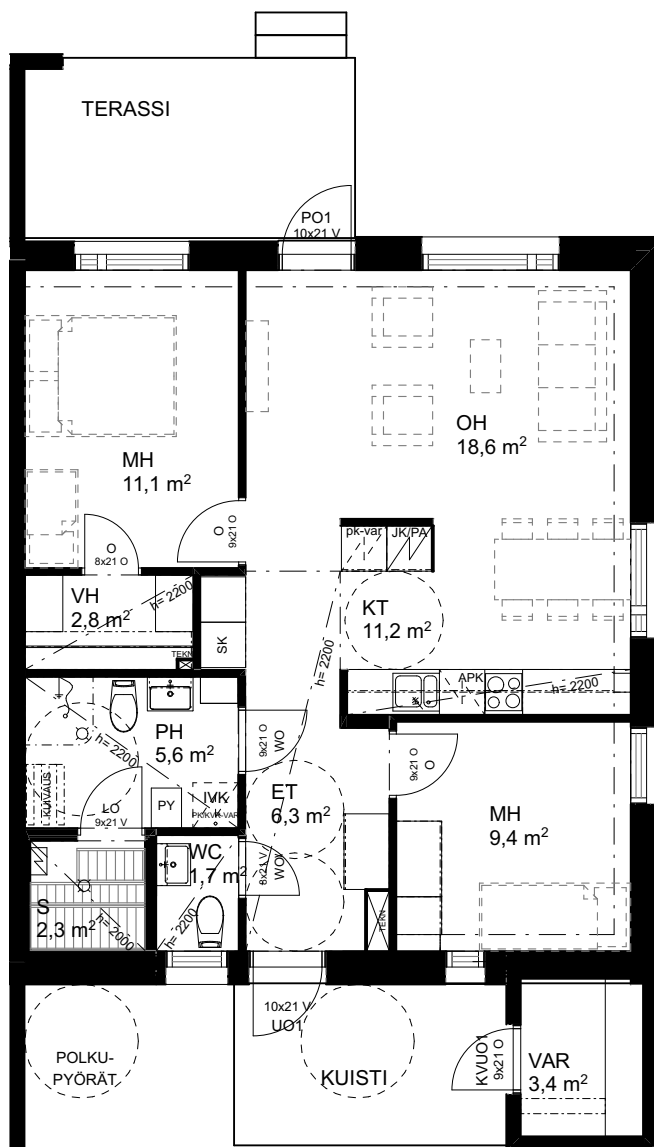 TERASSI
PO1
10x21 V
OH
18,6 m²
MH
11,1 m²
O
9x21 O
O
8x21 O
pk-var
JK/PA
VH
2,8 m²
h= 2200
TEKN
SK
KT
11,2 m²
h= 2200
APK
h= 2200
PH
5,6 m²
h= 2200
KUIVAUS
LO
9x21 V
PY
IVK
PK/KVR-VAR
9x21 O
WO
ET
6,3 m²
9x21 O
O
MH
9,4 m²
S
2,3 m²
h= 2000
WC
1,7 m²
h= 2200
8x21 V
WO
TEKN
10x21 V
UO1
POLKU-
PYÖRÄT
KUISTI
KVUO1
9x21 O
VAR
3,4 m²